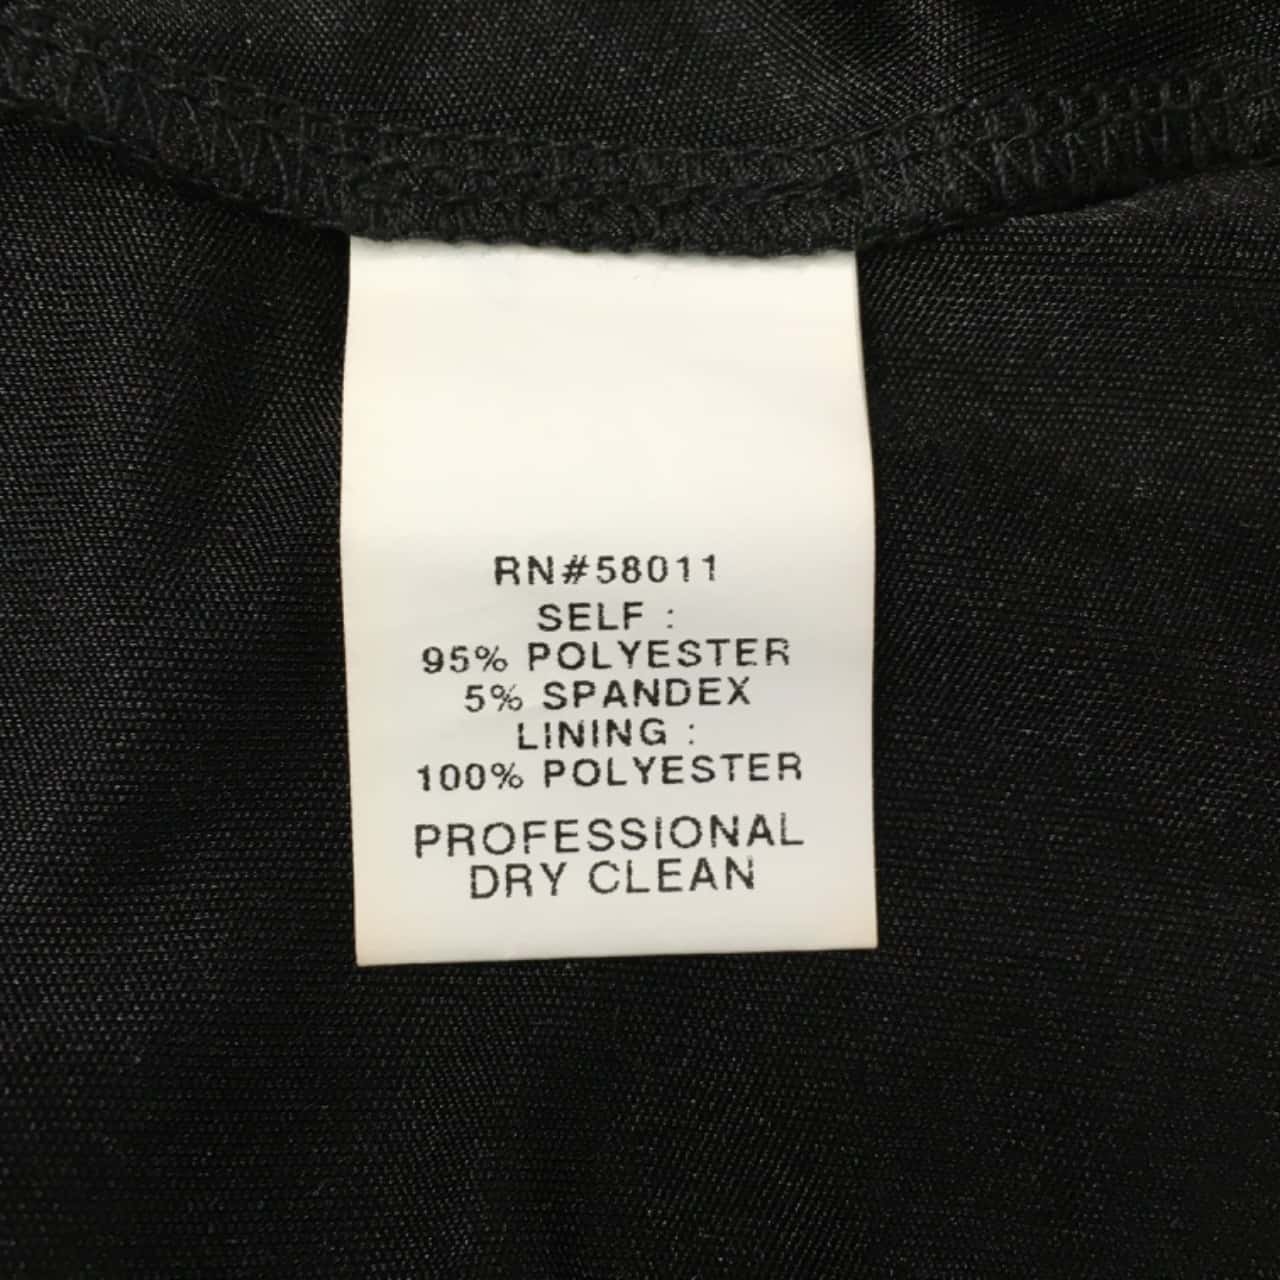 RN#58011
SELF :
95% POLYESTER
5% SPANDEX
LINING :
100% POLYESTER
PROFESSIONAL
DRY CLEAN